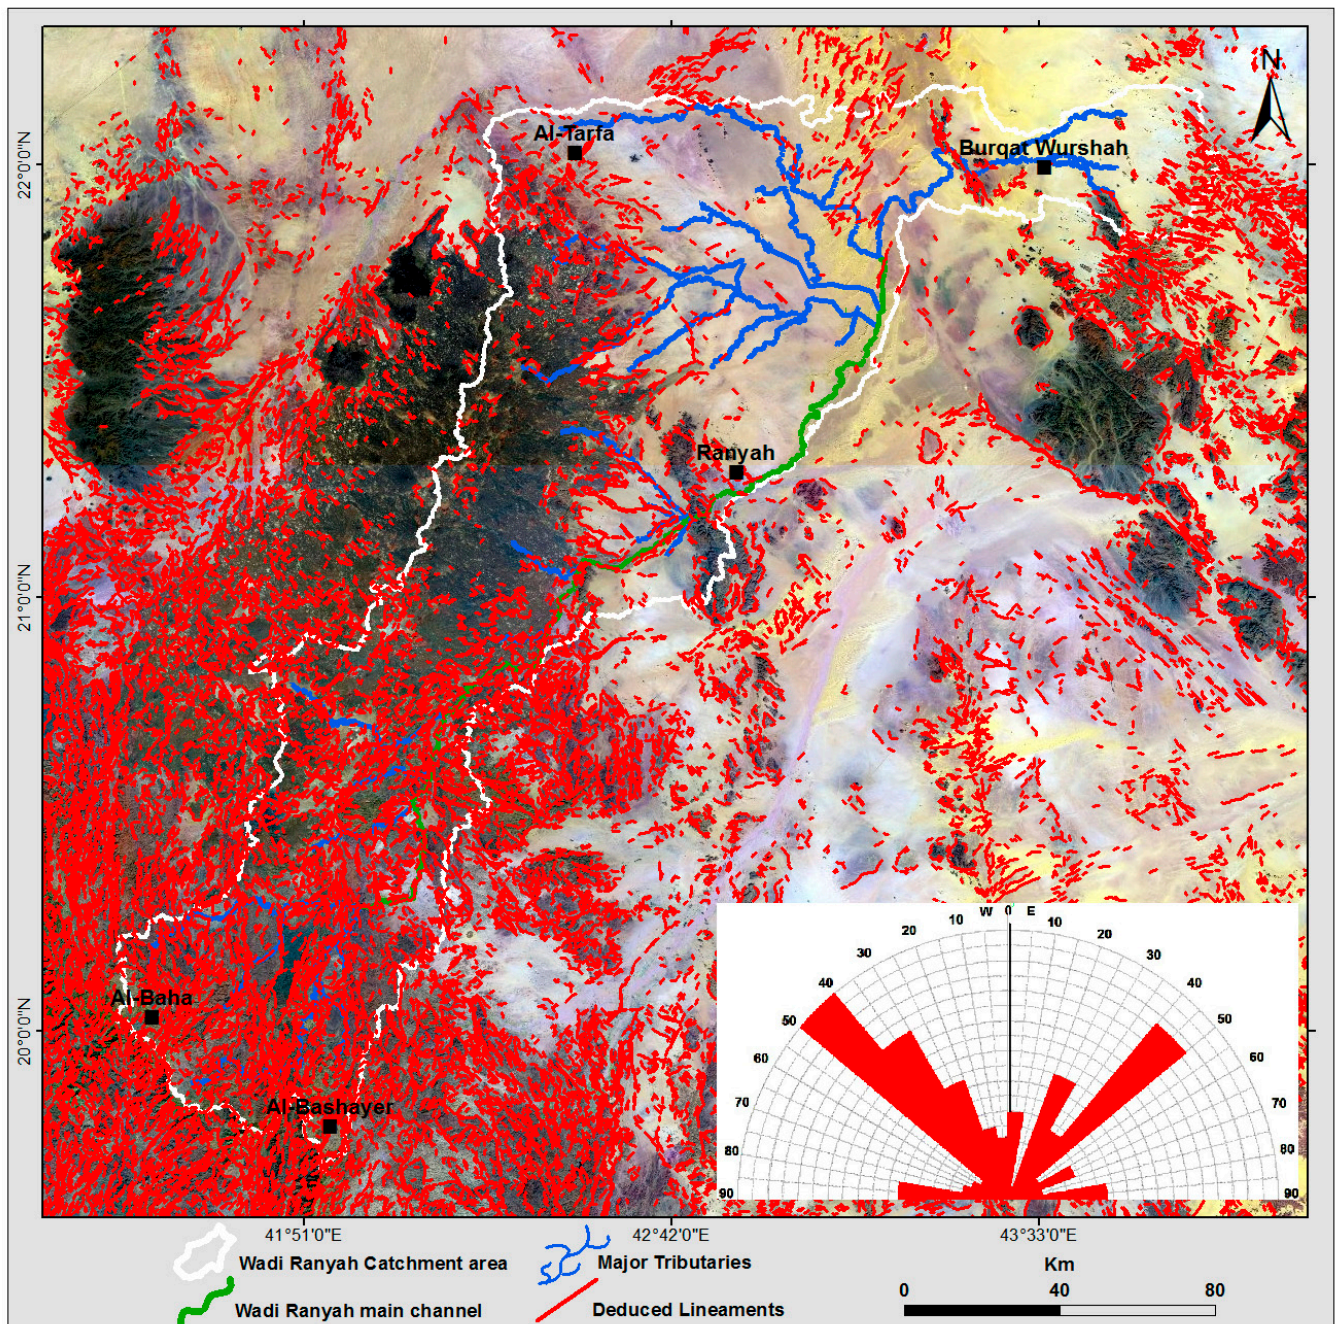 N
22°0'0"N
Al-Tarfa
Burqat Wurshah
Ranyah
21°0'0"N
20°0'0"N
Al-Baha
Al-Bashayer
W 0 E
10 10
20 20
30 30
40 40
50 50
60 60
70 70
80 80
90 90
41°51'0"E 42°42'0"E 43°33'0"E
Wadi Ranyah Catchment area
Major Tributaries
Km
Wadi Ranyah main channel
Deduced Lineaments
0 40 80